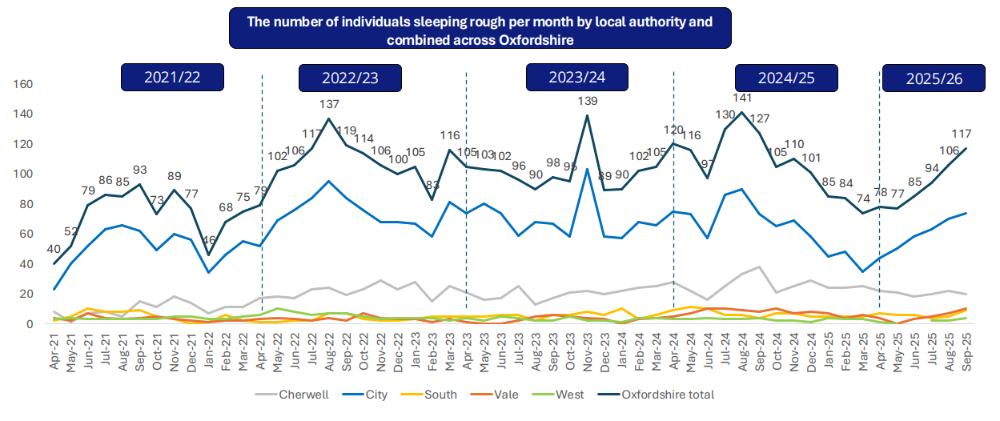 The number of individuals sleeping rough per month by local authority and
combined across Oxfordshire
2021/22 2022/23 2023/24 2024/25 2025/26
160
140
120
100
80
60
40
20
0
40 52 79 86 85 93 73 89 77 46 68 75 79 102 106 117 137 119 114 106 100 105 83 116 105 103 102 96 90 98 95 139 89 90 102 105 120 116 97 130 141 127 105 110 101 85 84 74 78 77 85 94 106 117
Apr-21 May-21 Jun-21 Jul-21 Aug-21 Sep-21 Oct-21 Nov-21 Dec-21 Jan-22 Feb-22 Mar-22 Apr-22 May-22 Jun-22 Jul-22 Aug-22 Sep-22 Oct-22 Nov-22 Dec-22 Jan-23 Feb-23 Mar-23 Apr-23 May-23 Jun-23 Jul-23 Aug-23 Sep-23 Oct-23 Nov-23 Dec-23 Jan-24 Feb-24 Mar-24 Apr-24 May-24 Jun-24 Jul-24 Aug-24 Sep-24 Oct-24 Nov-24 Dec-24 Jan-25 Feb-25 Mar-25 Apr-25 May-25 Jun-25 Jul-25 Aug-25 Sep-25
Cherwell City South Vale West Oxfordshire total